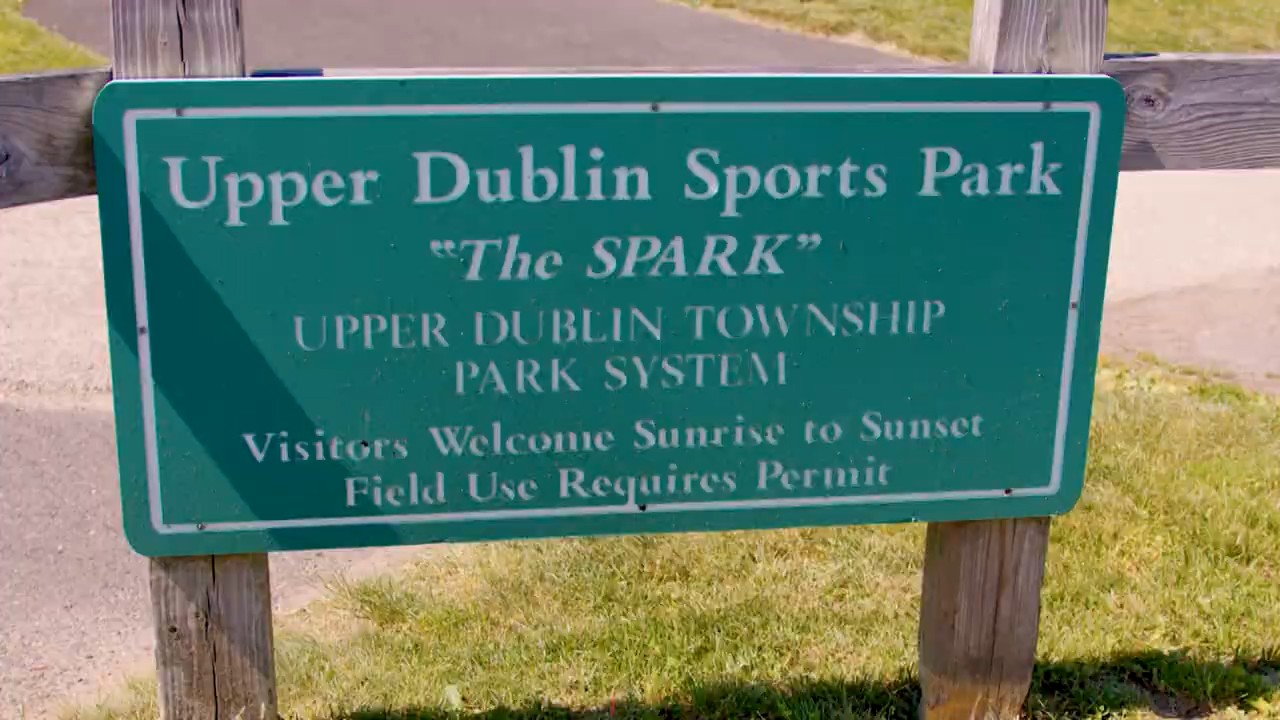 Upper Dublin Sports Park
“The SPARK”
UPPER DUBLIN TOWNSHIP
PARK SYSTEM
Visitors Welcome Sunrise to Sunset
Field Use Requires Permit